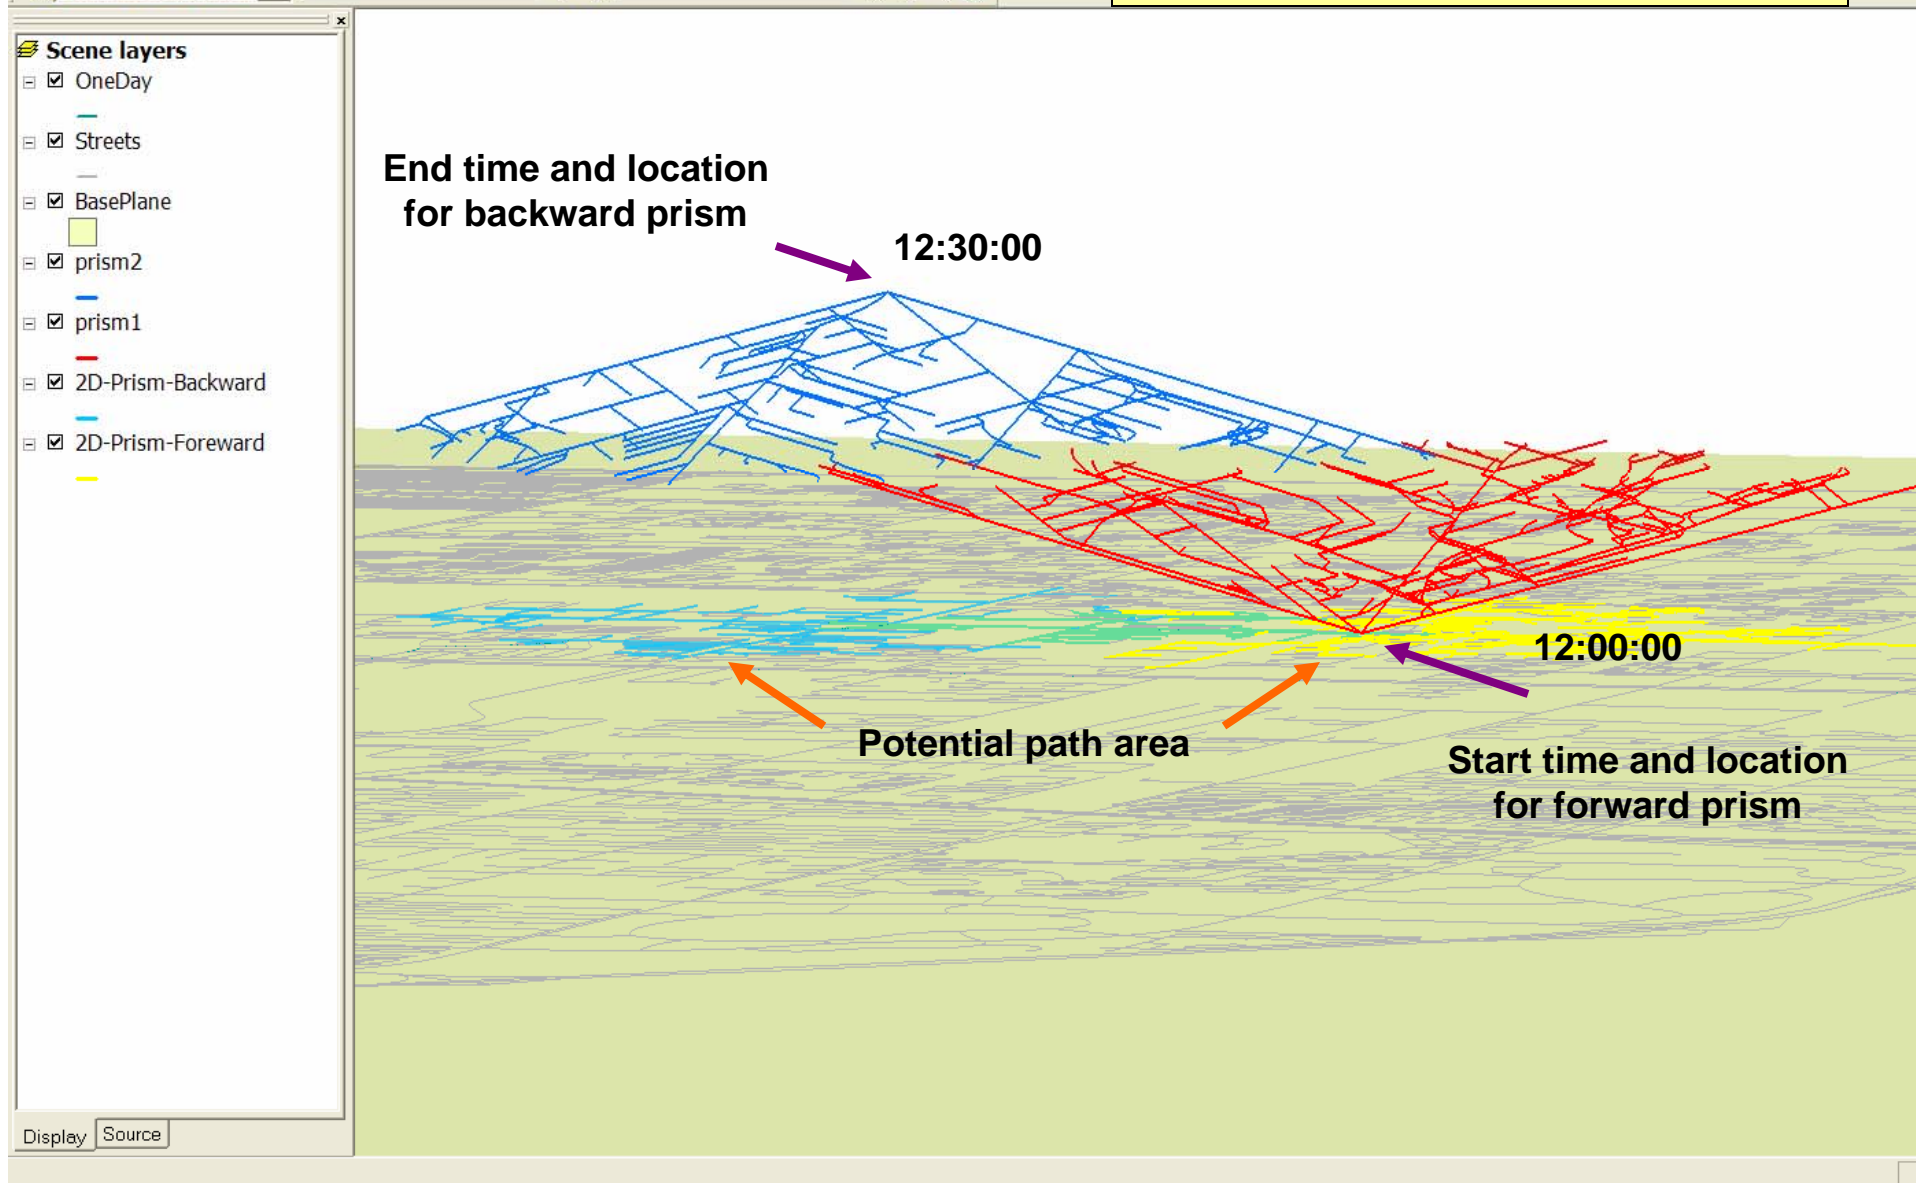 Scene layers
OneDay
Streets
BasePlane
prism2
prism1
2D-Prism-Backward
2D-Prism-Foreward
Display
Source
End time and location
for backward prism
12:30:00
12:00:00
Potential path area
Start time and location
for forward prism